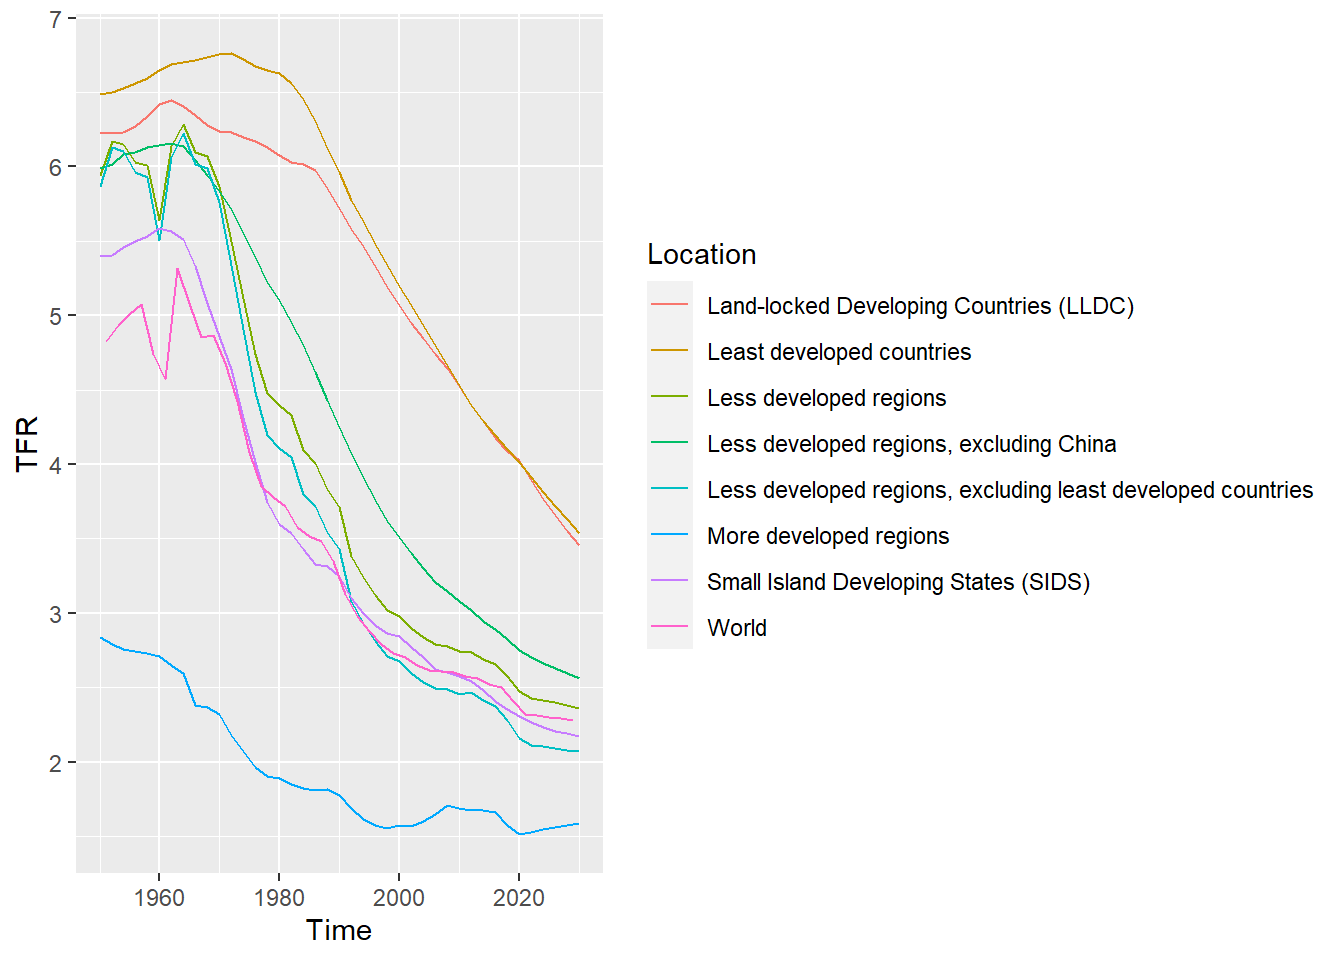 7
6
5
4
3
2
TFR
1960 1980 2000 2020
Time
Location
Land-locked Developing Countries (LLDC)
Least developed countries
Less developed regions
Less developed regions, excluding China
Less developed regions, excluding least developed countries
More developed regions
Small Island Developing States (SIDS)
World